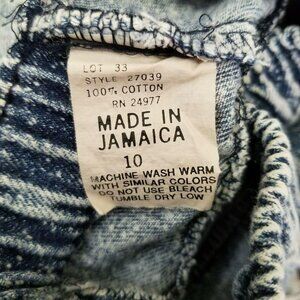 LOT 33
STYLE 27039
100% COTTON
RN 24977
MADE IN
JAMAICA
10
MACHINE WASH WARM
WITH SIMILAR COLORS
DO NOT USE BLEACH
TUMBLE DRY LOW